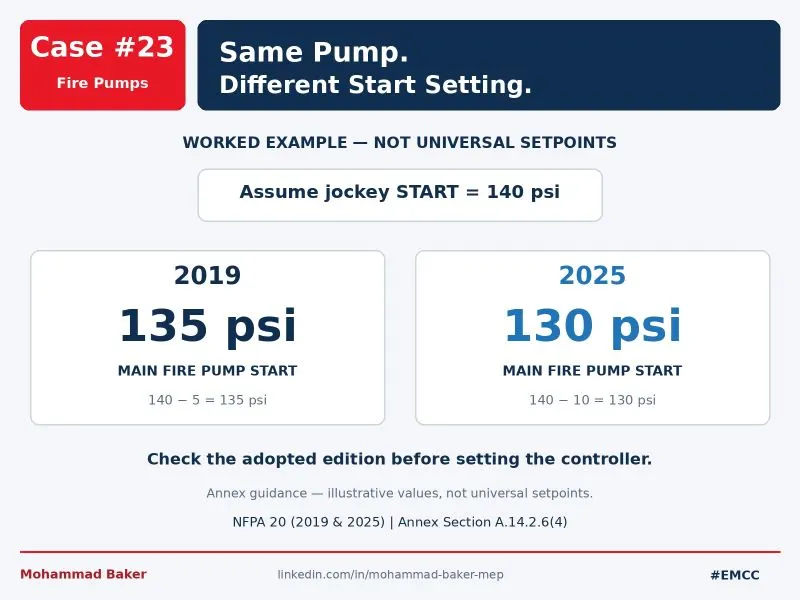 Case #23
Fire Pumps
Same Pump.
Different Start Setting.
WORKED EXAMPLE — NOT UNIVERSAL SETPOINTS
Assume jockey START = 140 psi
2019
135 psi
MAIN FIRE PUMP START
140 − 5 = 135 psi
2025
130 psi
MAIN FIRE PUMP START
140 − 10 = 130 psi
Check the adopted edition before setting the controller.
Annex guidance — illustrative values, not universal setpoints.
NFPA 20 (2019 & 2025) | Annex Section A.14.2.6(4)
Mohammad Baker
linkedin.com/in/mohammad-baker-mep
#EMCC